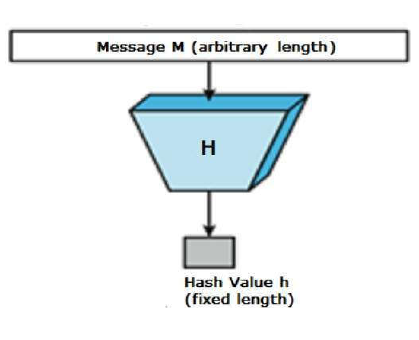 Message M (arbitrary length)
H
Hash Value h
(fixed length)